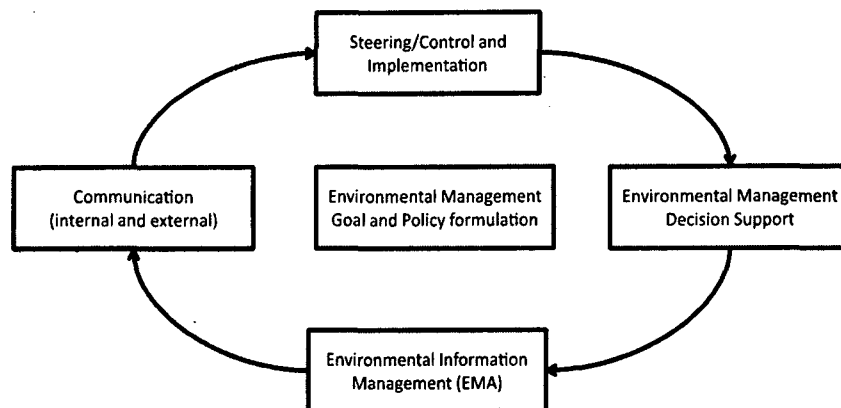 Steering/Control and
Implementation
Communication
(internal and external)
Environmental Management
Goal and Policy formulation
Environmental Management
Decision Support
Environmental Information
Management (EMA)